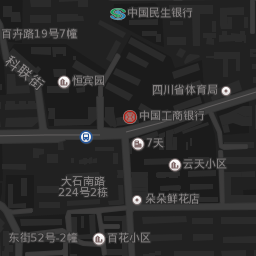 中国民生银行
百卉路19号7幢
科联街
恒宾园
四川省体育局
中国工商银行
7天
云天小区
大石南路
224号2栋
朵朵鲜花店
东街52号-2幢
百花小区